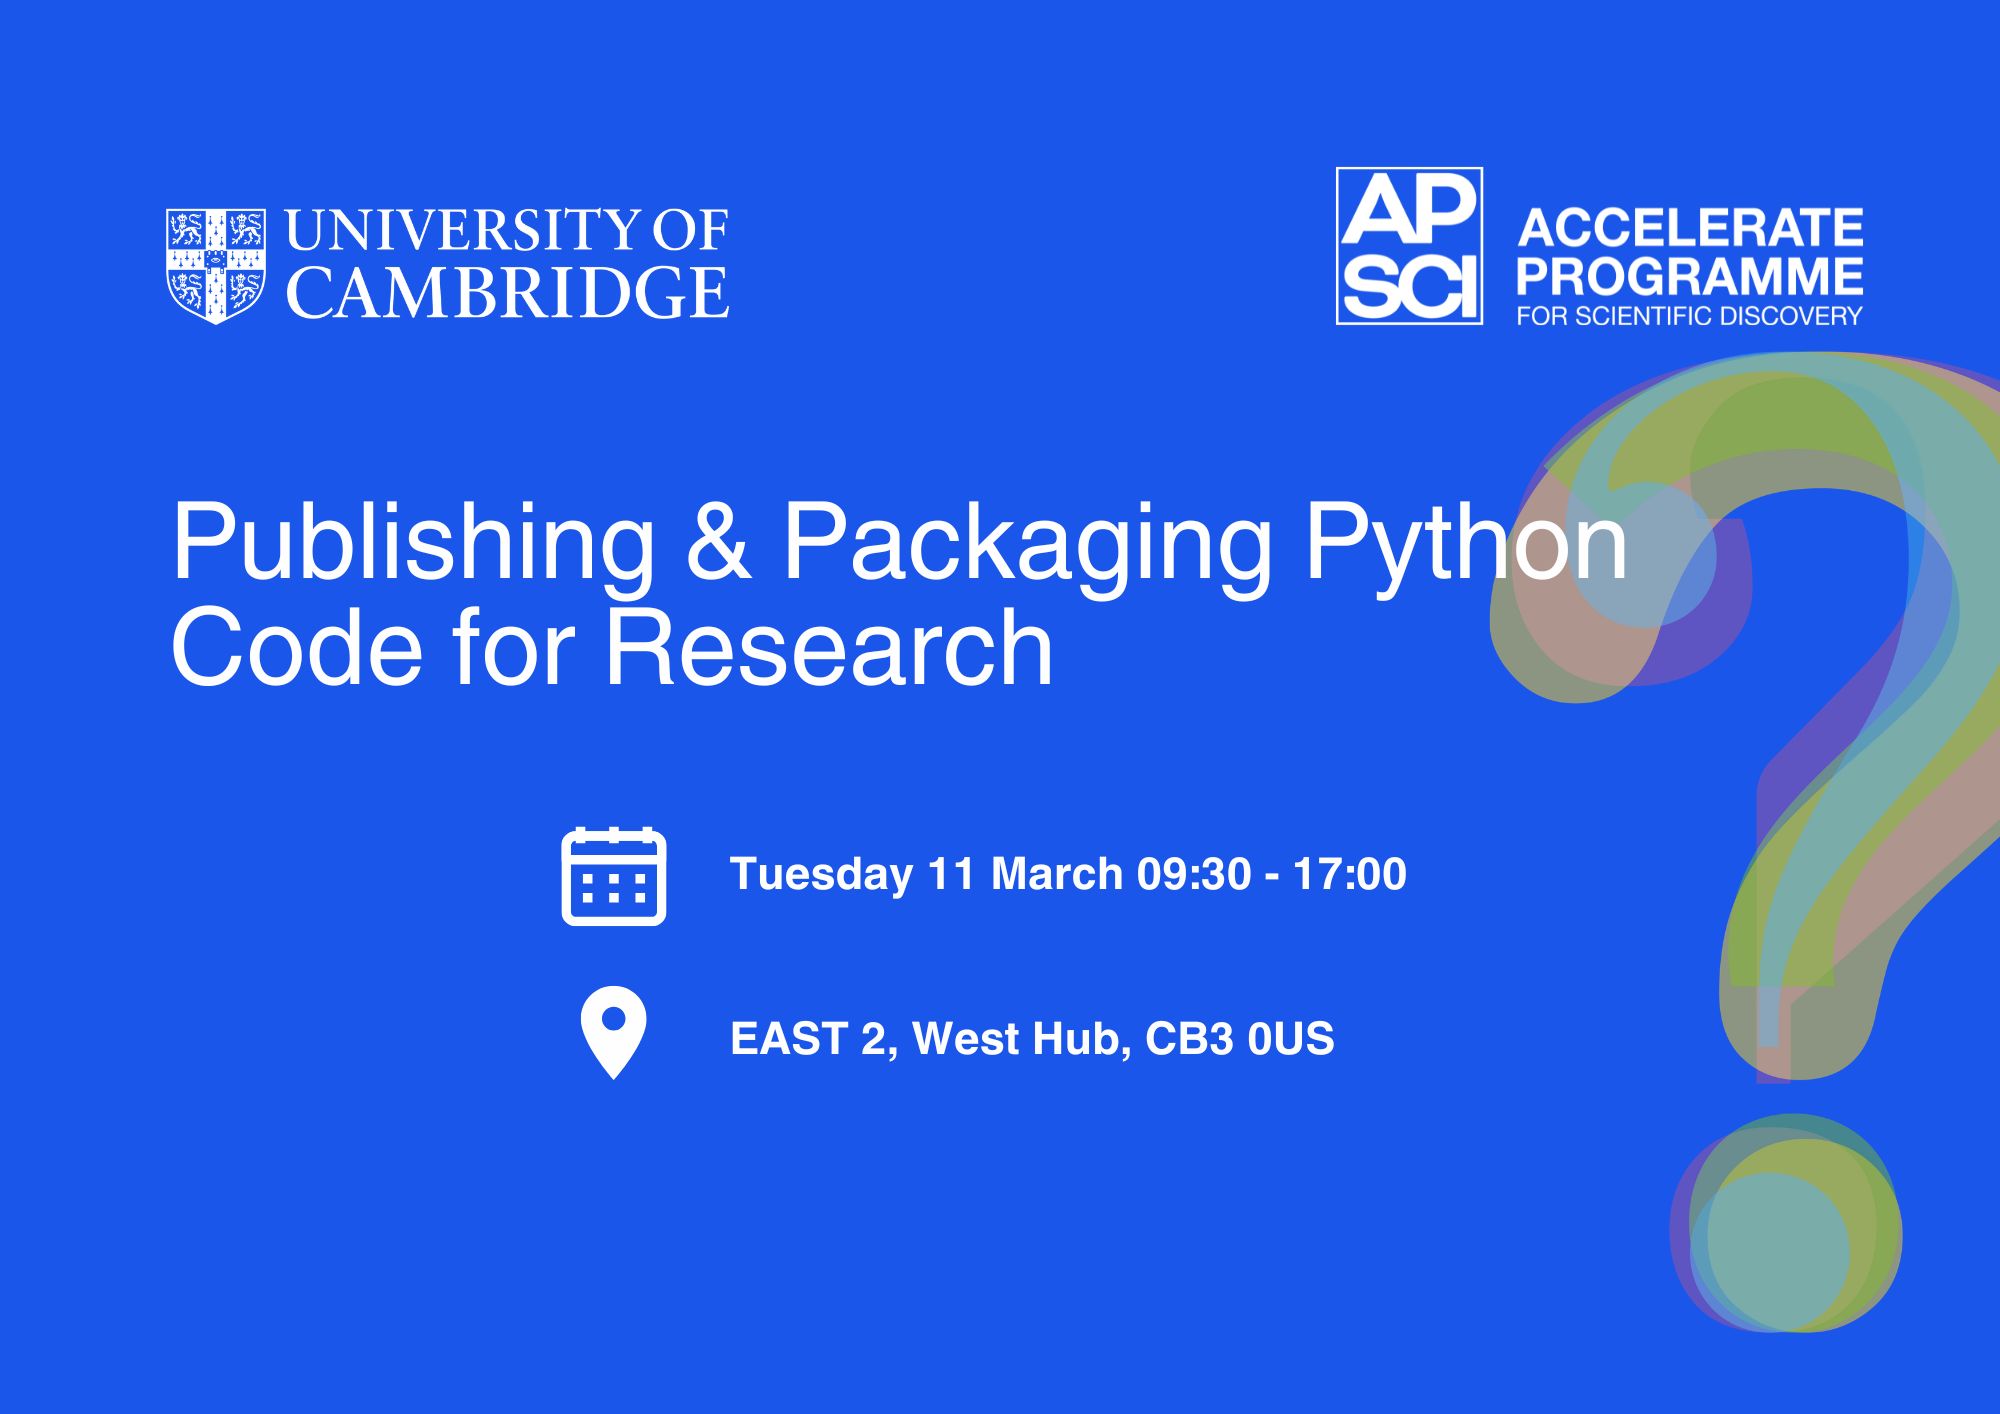 UNIVERSITY OF
CAMBRIDGE
AP
SCI
ACCELERATE
PROGRAMME
FOR SCIENTIFIC DISCOVERY
Publishing & Packaging Python
Code for Research
Tuesday 11 March 09:30 - 17:00
EAST 2, West Hub, CB3 0US